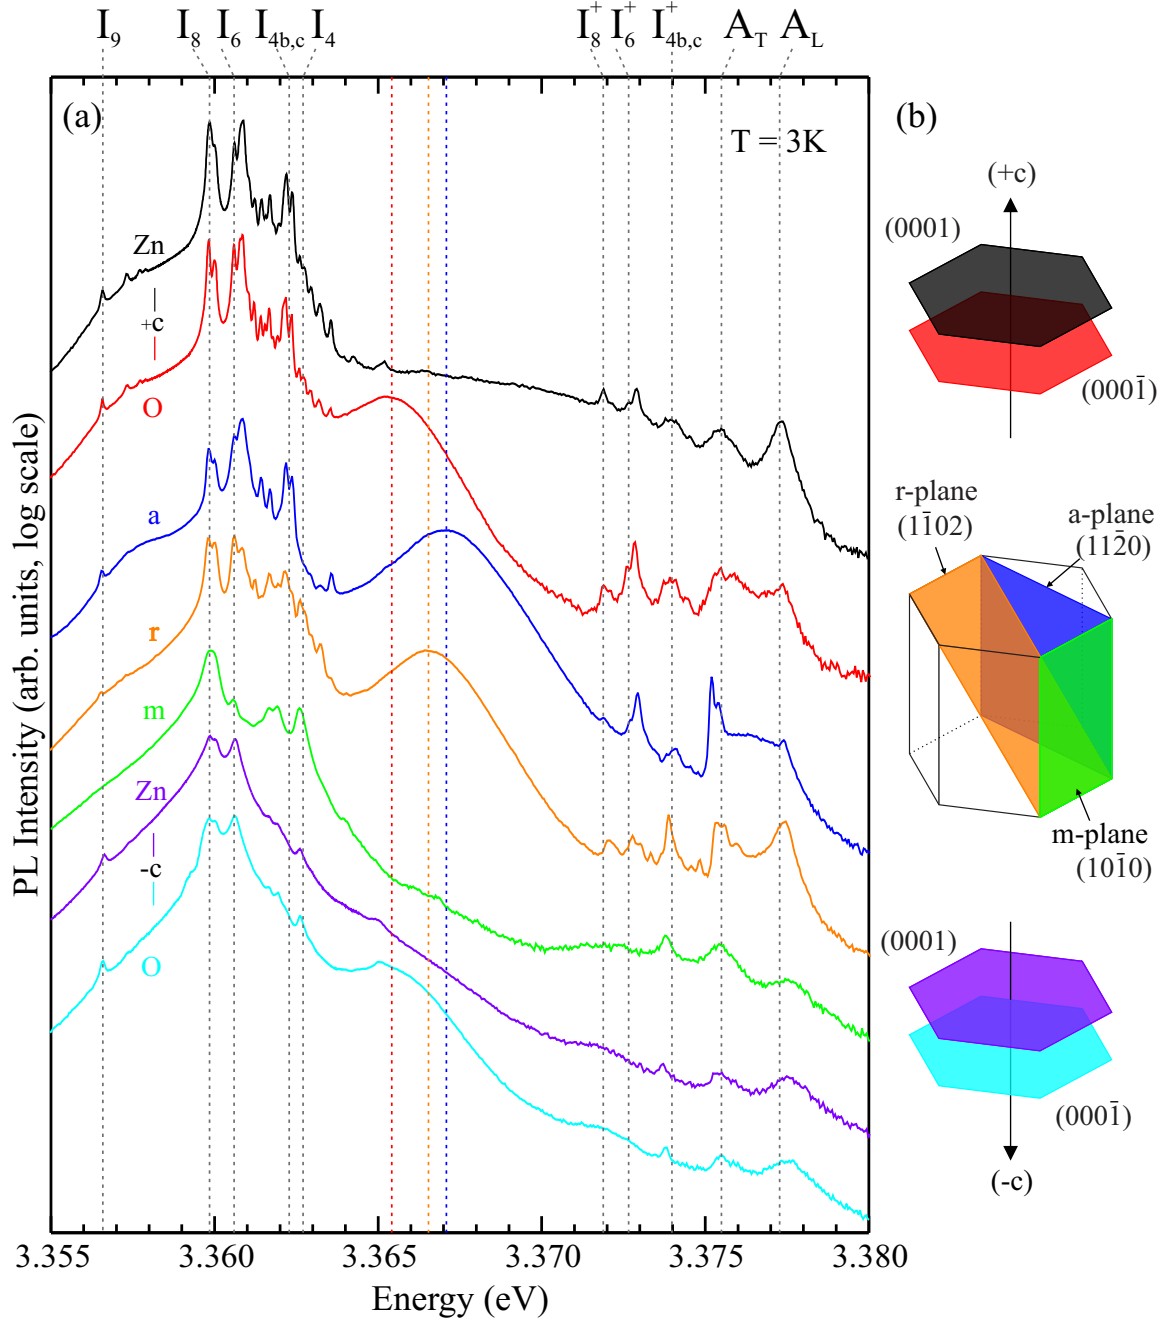 I₉ I₈ I₆ I₄b,c I₄ I₈⁺ I₆⁺ I₄b,c⁺ A_T A_L
(a)
T = 3K
Zn
+c
O
a
r
m
Zn
-c
O
PL Intensity (arb. units, log scale)
3.355 3.360 3.365 3.370 3.375 3.380
Energy (eV)
(b)
(+c)
(0001)
(0001̄)
r-plane
(11̄02)
a-plane
(112̄0)
m-plane
(101̄0)
(0001)
(0001̄)
(-c)